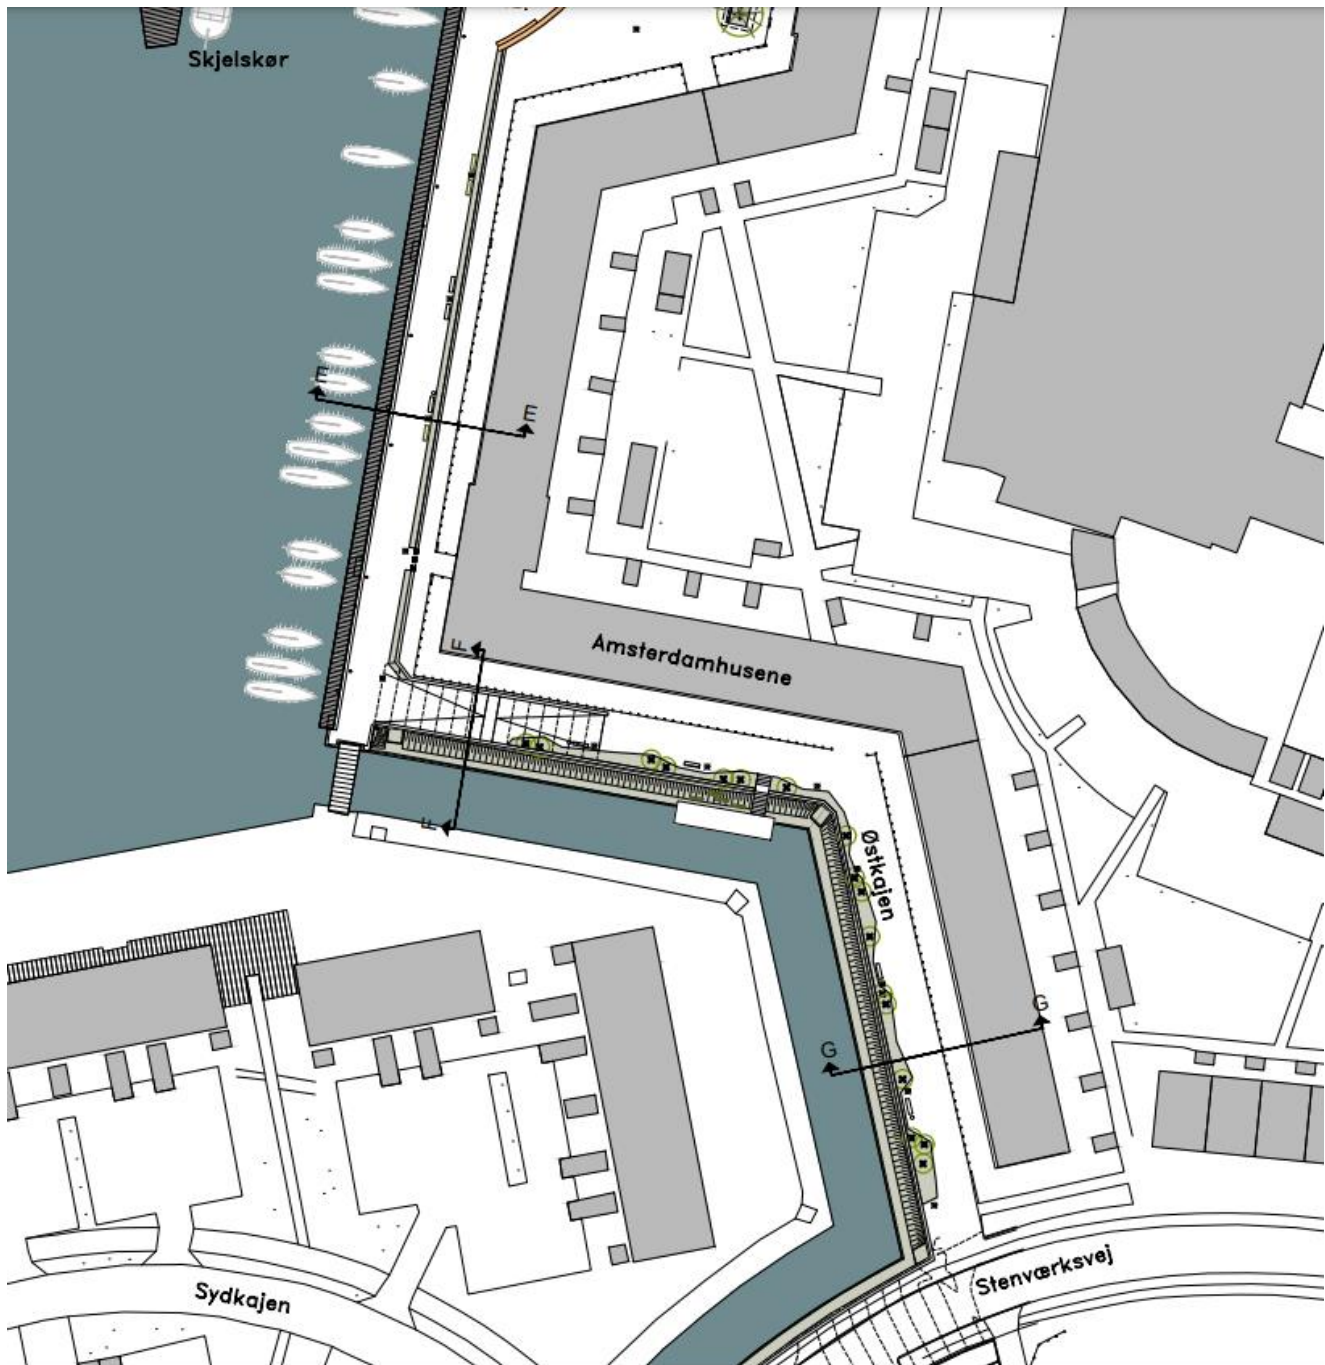 Skjelskør
E
E
Amsterdamhusene
F
F
Østkajen
G
G
Stenværksvej
Sydkajen